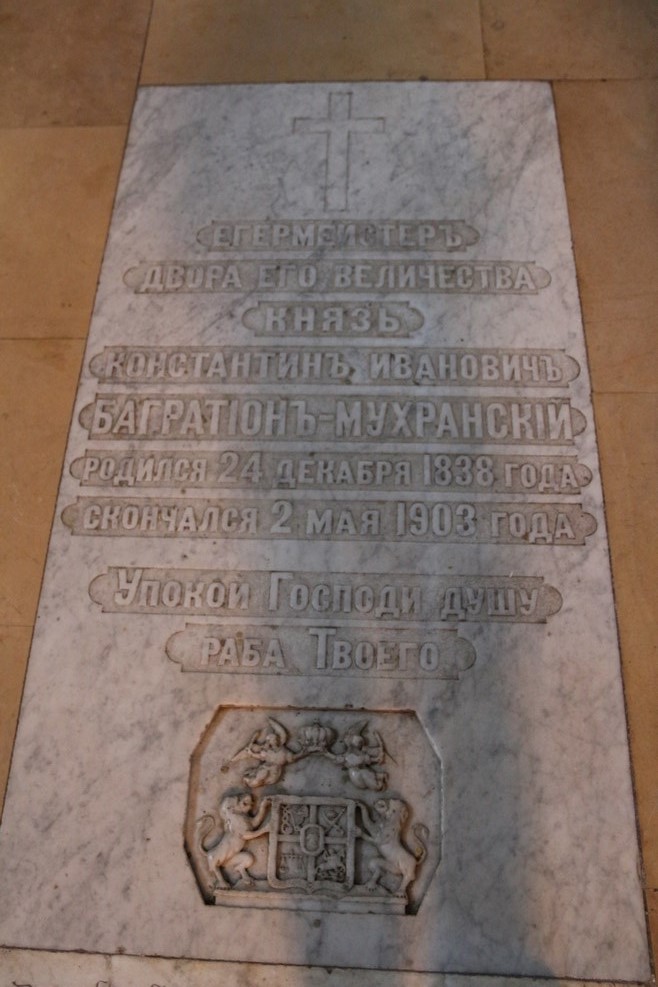 ЕГЕРМЕЙСТЕРЪ
ДВОРА ЕГО ВЕЛИЧЕСТВА
КНЯЗЬ
КОНСТАНТИНЪ ИВАНОВИЧЪ
БАГРАТІОНЪ-МУХРАНСКІЙ
РОДИЛСЯ 24 ДЕКАБРЯ 1838 ГОДА
СКОНЧАЛСЯ 2 МАЯ 1903 ГОДА
УПОКОЙ ГОСПОДИ ДУШУ
РАБА ТВОЕГО